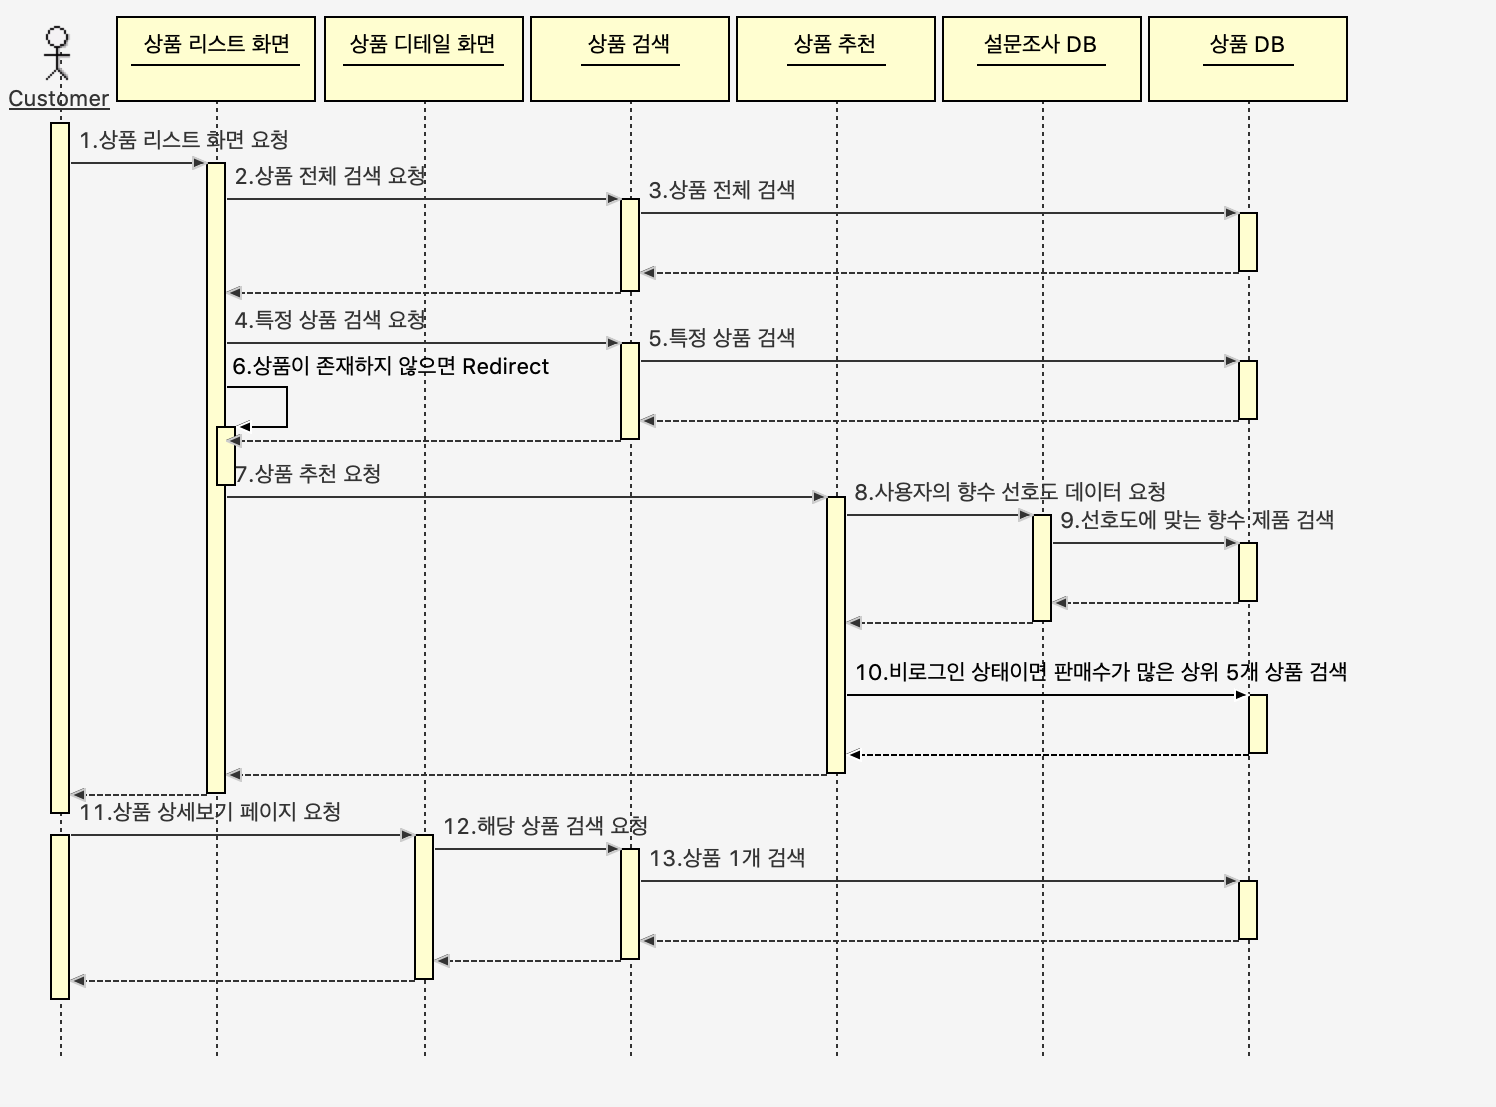 상품 리스트 화면
상품 디테일 화면
상품 검색
상품 추천
설문조사 DB
상품 DB
Customer
1.상품 리스트 화면 요청
2.상품 전체 검색 요청
3.상품 전체 검색
4.특정 상품 검색 요청
5.특정 상품 검색
6.상품이 존재하지 않으면 Redirect
7.상품 추천 요청
8.사용자의 향수 선호도 데이터 요청
9.선호도에 맞는 향수 제품 검색
10.비로그인 상태이면 판매수가 많은 상위 5개 상품 검색
11.상품 상세보기 페이지 요청
12.해당 상품 검색 요청
13.상품 1개 검색